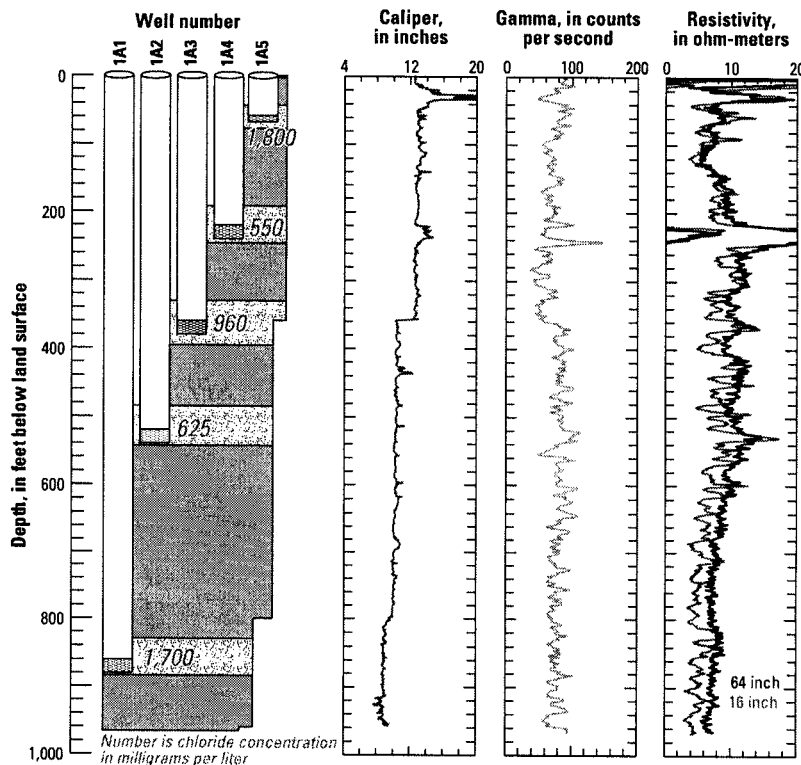 Well number
1A1
1A2
1A3
1A4
1A5
Caliper,
in inches
Gamma, in counts
per second
Resistivity,
in ohm-meters
4 12 20
0 100 200
0 10 20
Depth, in feet below land surface
0
200
400
600
800
1,000
1,800
550
960
625
1,700
64 inch
16 inch
Number is chloride concentration
in milligrams per liter